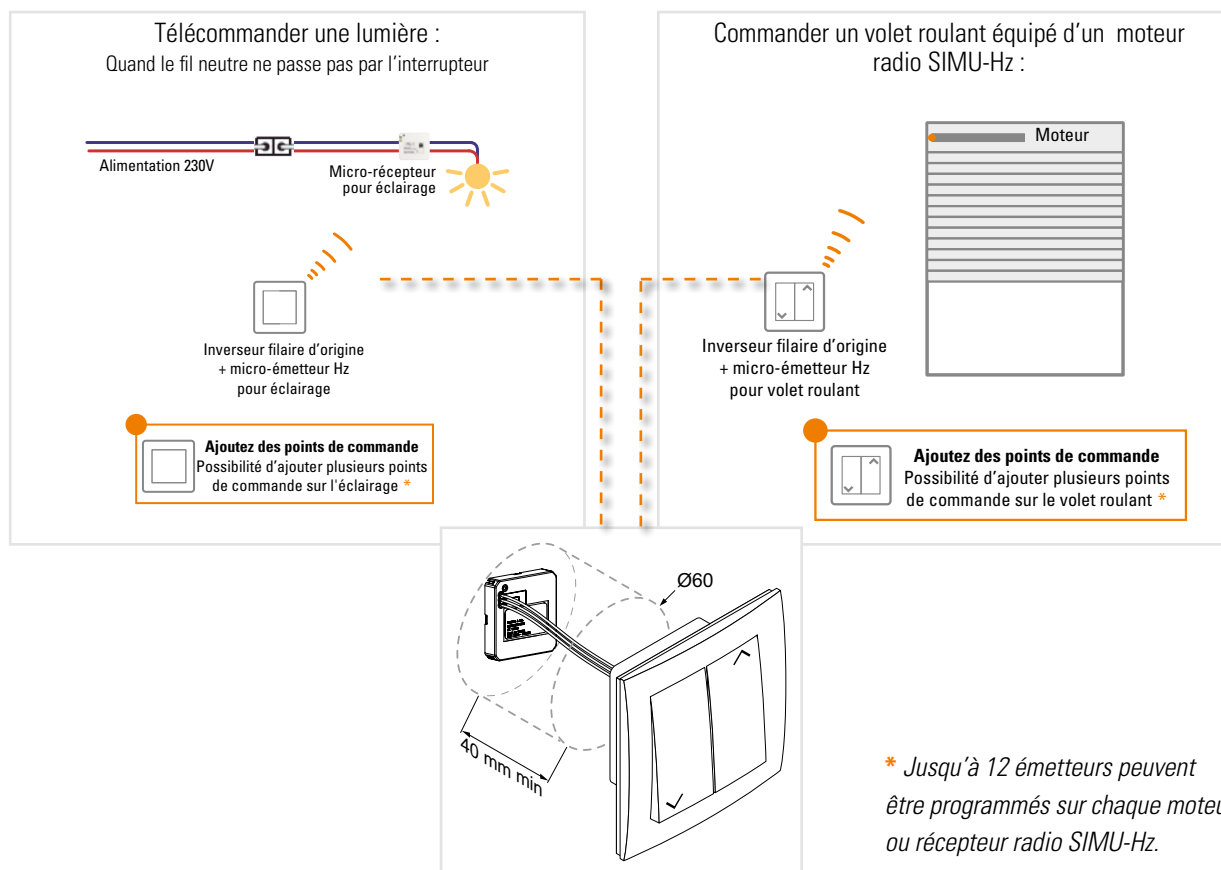 Télécommander une lumière :
Quand le fil neutre ne passe pas par l'interrupteur
Alimentation 230V
Micro-récepteur
pour éclairage
Inverseur filaire d'origine
+ micro-émetteur Hz
pour éclairage
Ajoutez des points de commande
Possibilité d'ajouter plusieurs points
de commande sur l'éclairage *
Commander un volet roulant équipé d'un moteur
radio SIMU-Hz :
Moteur
Inverseur filaire d'origine
+ micro-émetteur Hz
pour volet roulant
Ajoutez des points de commande
Possibilité d'ajouter plusieurs points
de commande sur le volet roulant *
Ø60
40 mm min
* Jusqu'à 12 émetteurs peuvent
être programmés sur chaque moteu
ou récepteur radio SIMU-Hz.